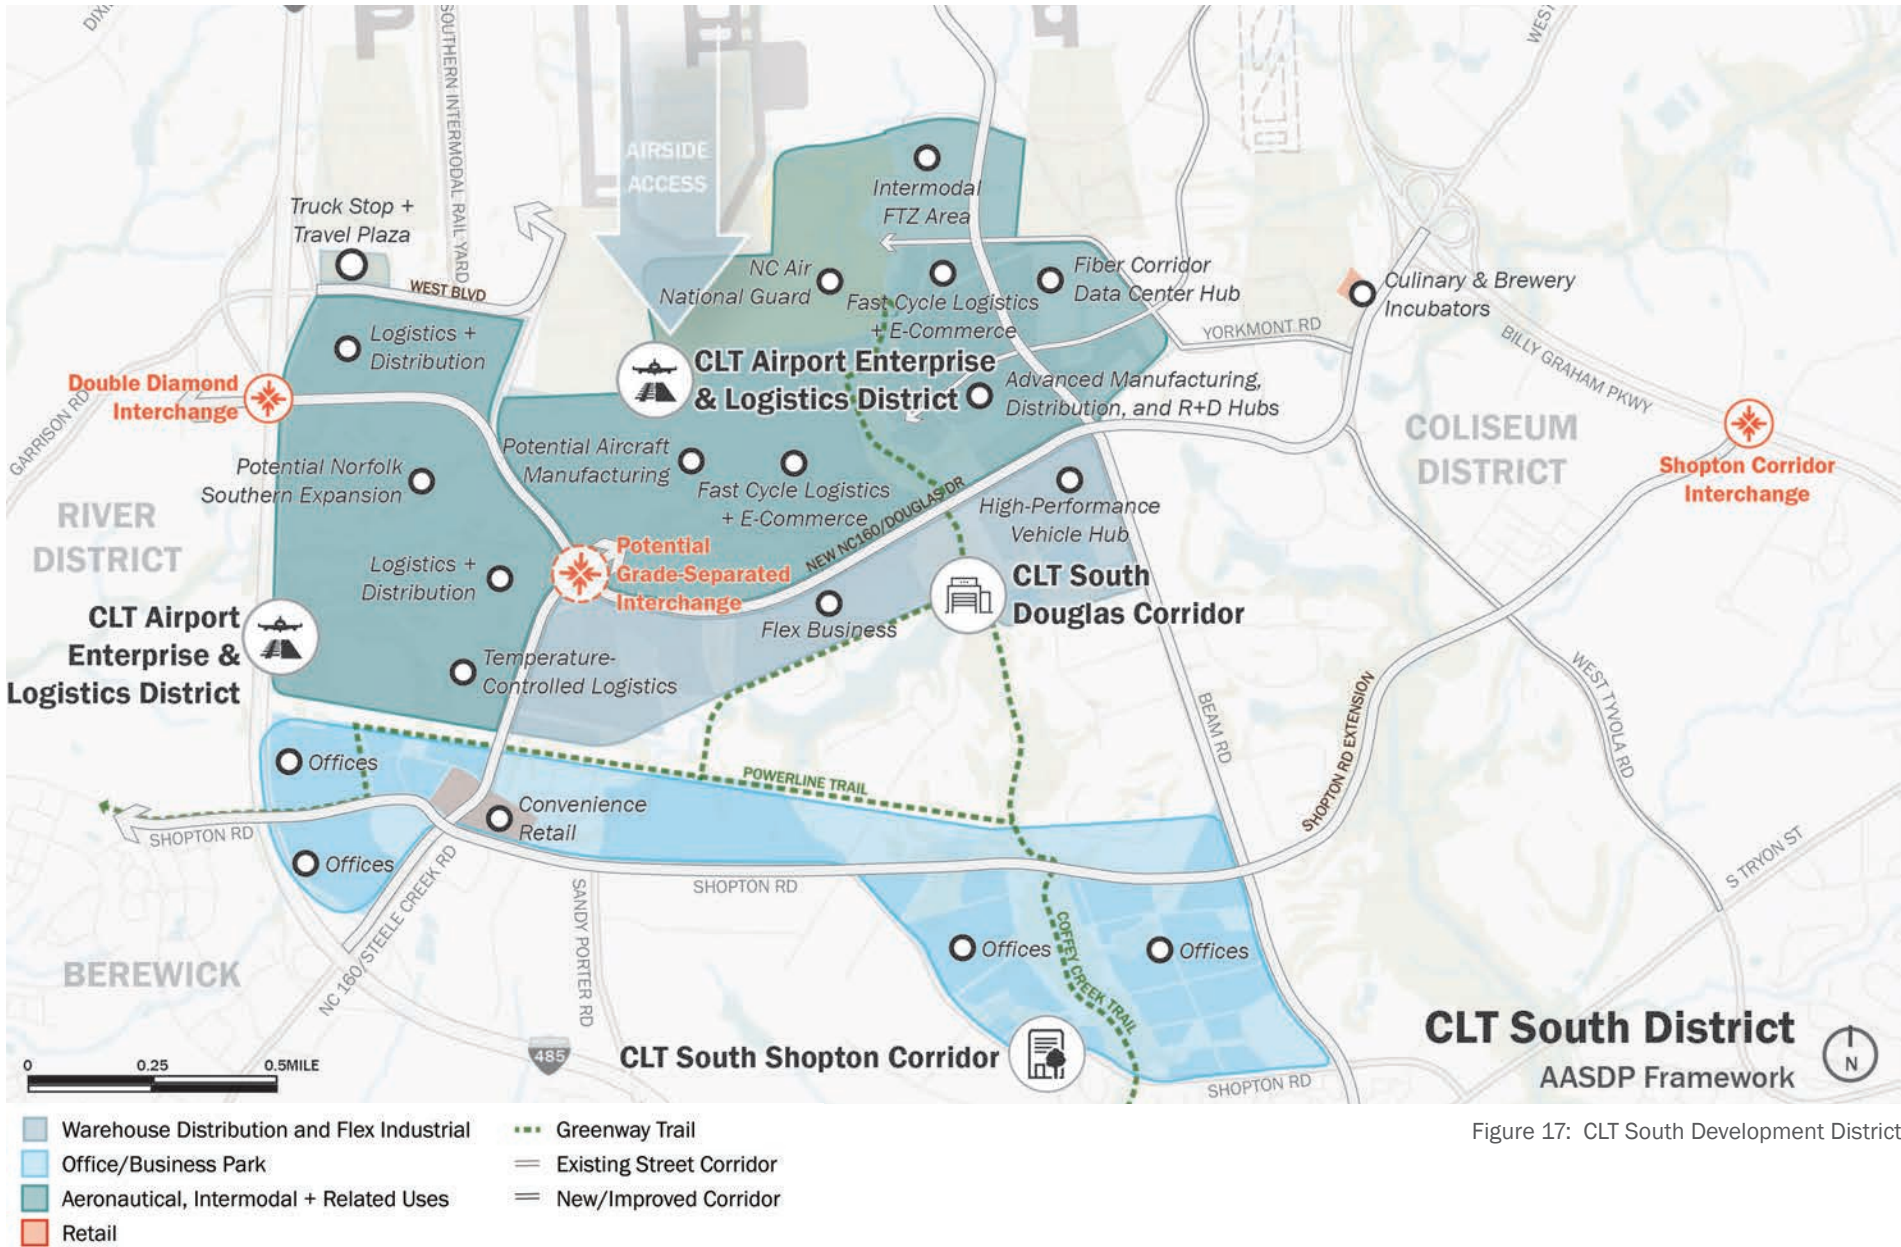 SOUTHERN INTERMODAL RAIL YARD
AIRSIDE
ACCESS
Intermodal
FTZ Area
Truck Stop +
Travel Plaza
WEST BLVD
NC Air
National Guard
Fast Cycle Logistics
+ E-Commerce
Fiber Corridor
Data Center Hub
Culinary & Brewery
Incubators
YORKMONT RD
BILLY GRAHAM PKWY
Logistics +
Distribution
CLT Airport Enterprise
& Logistics District
Double Diamond
Interchange
GARRISON RD
Advanced Manufacturing,
Distribution, and R+D Hubs
COLISEUM
DISTRICT
Shopton Corridor
Interchange
Potential Norfolk
Southern Expansion
Potential Aircraft
Manufacturing
Fast Cycle Logistics
+ E-Commerce
NEW NC160/DOUGLAS DR
High-Performance
Vehicle Hub
RIVER
DISTRICT
Logistics +
Distribution
Potential
Grade-Separated
Interchange
Flex Business
CLT South
Douglas Corridor
CLT Airport
Enterprise &
Logistics District
Temperature-
Controlled Logistics
BEAM RD
SHOPTON RD EXTENSION
WEST TYVOLA RD
Offices
POWERLINE TRAIL
Convenience
Retail
SHOPTON RD
Offices
SHOPTON RD
S TRYON ST
NC 160/STEELE CREEK RD
SANDY PORTER RD
Offices
COFFEY CREEK TRAIL
Offices
BEREWICK
485
CLT South Shopton Corridor
SHOPTON RD
CLT South District
AASDP Framework
N
0 0.25 0.5MILE
Warehouse Distribution and Flex Industrial
Office/Business Park
Aeronautical, Intermodal + Related Uses
Retail
Greenway Trail
Existing Street Corridor
New/Improved Corridor
Figure 17: CLT South Development District